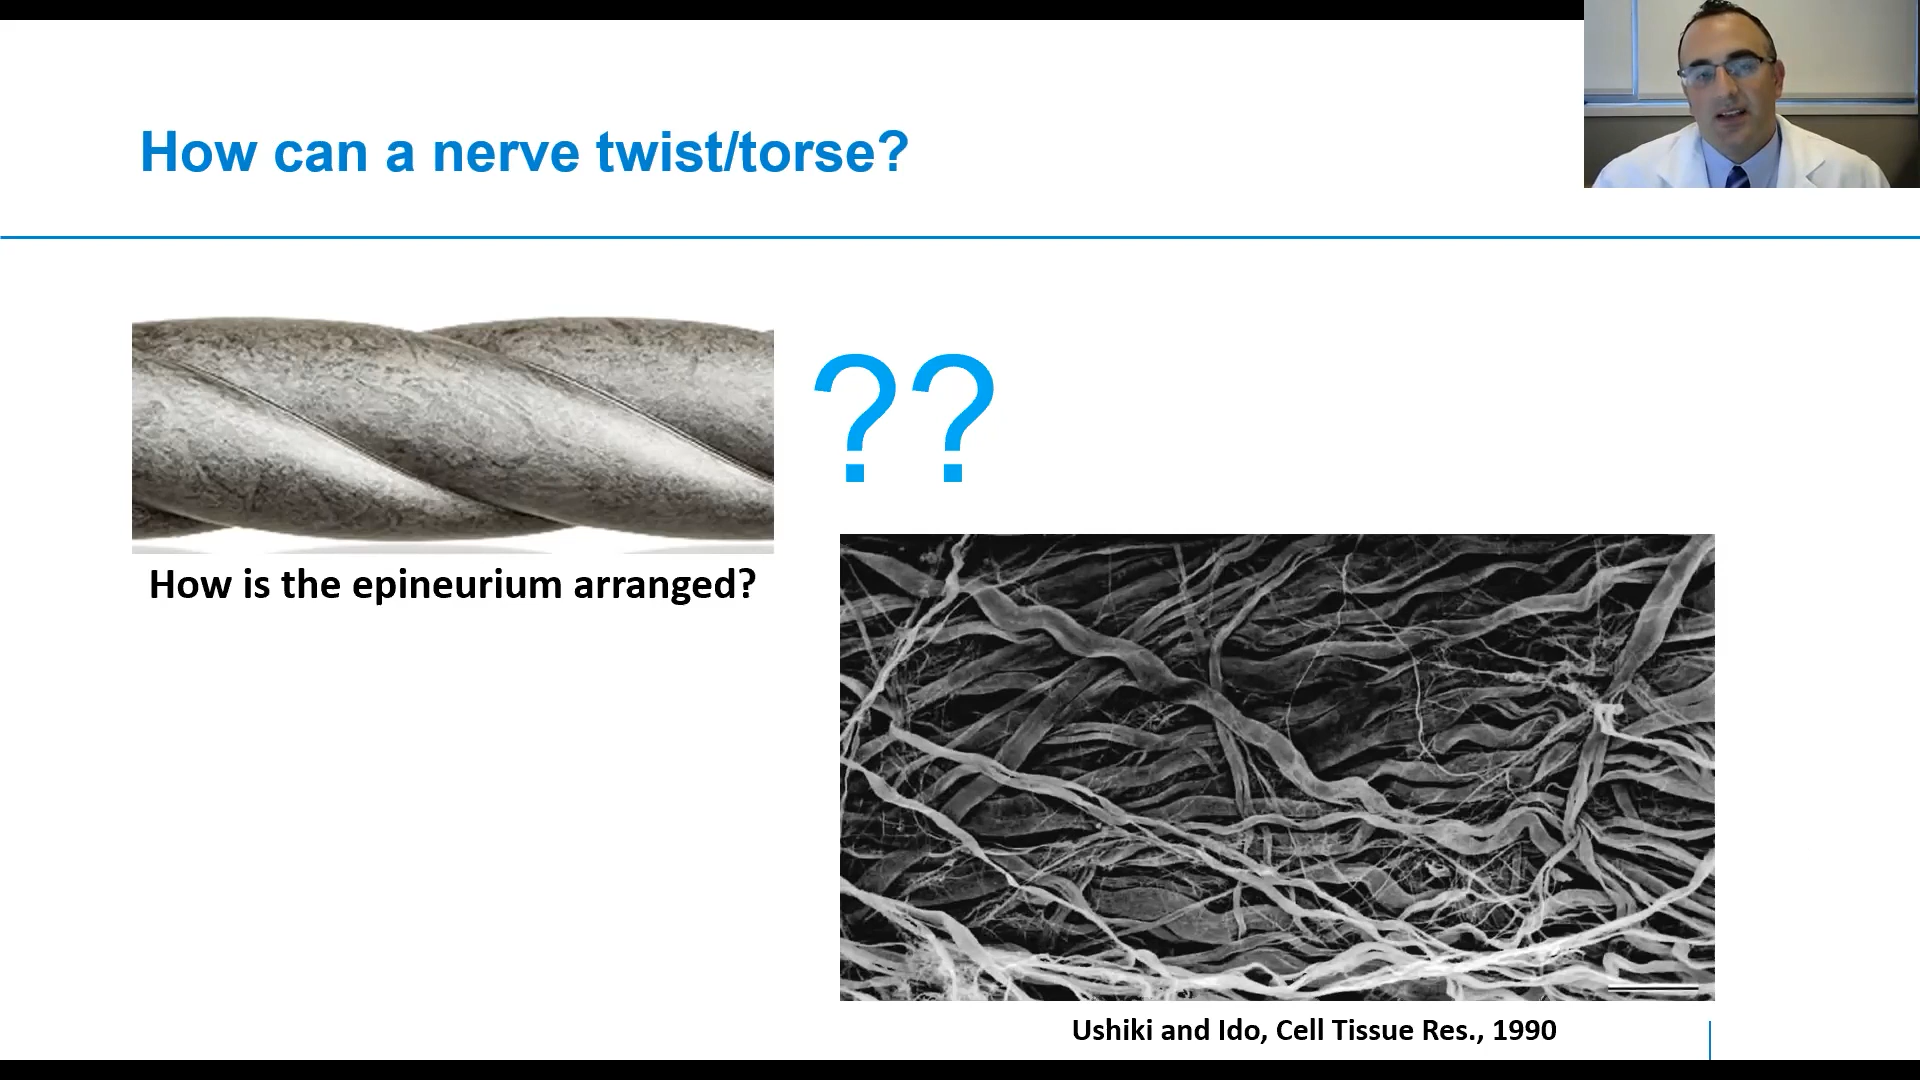 How can a nerve twist/torse?
??
How is the epineurium arranged?
Ushiki and Ido, Cell Tissue Res., 1990